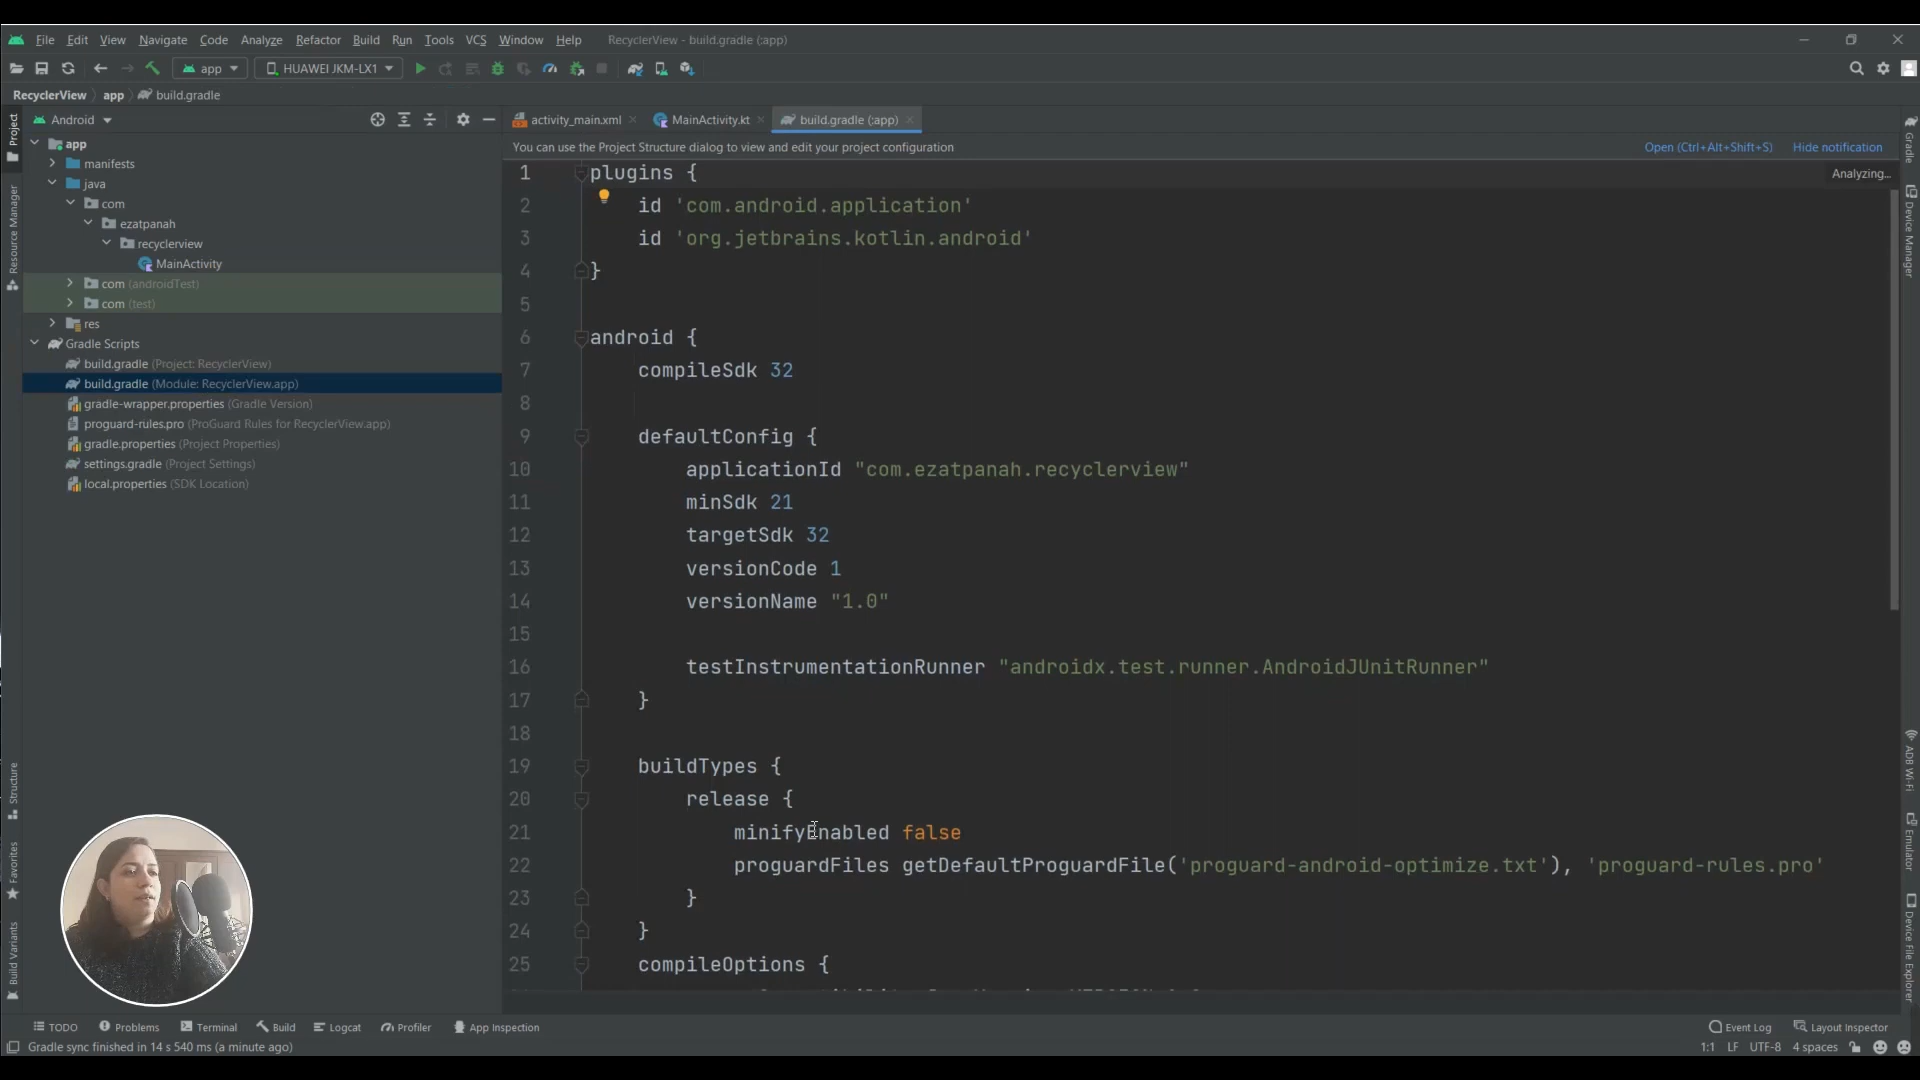 File Edit View Navigate Code Analyze Refactor Build Run Tools VCS Window Help RecyclerView - build.gradle (:app)
app HUAWEI JKM-LX1
RecyclerView app build.gradle
Android
activity_main.xml MainActivity.kt build.gradle (:app)
You can use the Project Structure dialog to view and edit your project configuration Open (Ctrl+Alt+Shift+S) Hide notification
Analyzing...
Project
Resource Manager
Structure
Favorites
Build Variants
app
manifests
java
com
ezatpanah
recyclerview
MainActivity
com (androidTest)
com (test)
res
Gradle Scripts
build.gradle (Project: RecyclerView)
build.gradle (Module: RecyclerView.app)
gradle-wrapper.properties (Gradle Version)
proguard-rules.pro (ProGuard Rules for RecyclerView.app)
gradle.properties (Project Properties)
settings.gradle (Project Settings)
local.properties (SDK Location)
1 plugins {
2 id 'com.android.application'
3 id 'org.jetbrains.kotlin.android'
4 }
5
6 android {
7 compileSdk 32
8
9 defaultConfig {
10 applicationId "com.ezatpanah.recyclerview"
11 minSdk 21
12 targetSdk 32
13 versionCode 1
14 versionName "1.0"
15
16 testInstrumentationRunner "androidx.test.runner.AndroidJUnitRunner"
17 }
18
19 buildTypes {
20 release {
21 minifyEnabled false
22 proguardFiles getDefaultProguardFile('proguard-android-optimize.txt'), 'proguard-rules.pro'
23 }
24 }
25 compileOptions {
Gradle
Device Manager
ADB Wi-Fi
Emulator
Device File Explorer
TODO Problems Terminal Build Logcat Profiler App Inspection Event Log Layout Inspector
Gradle sync finished in 14 s 540 ms (a minute ago) 1:1 LF UTF-8 4 spaces